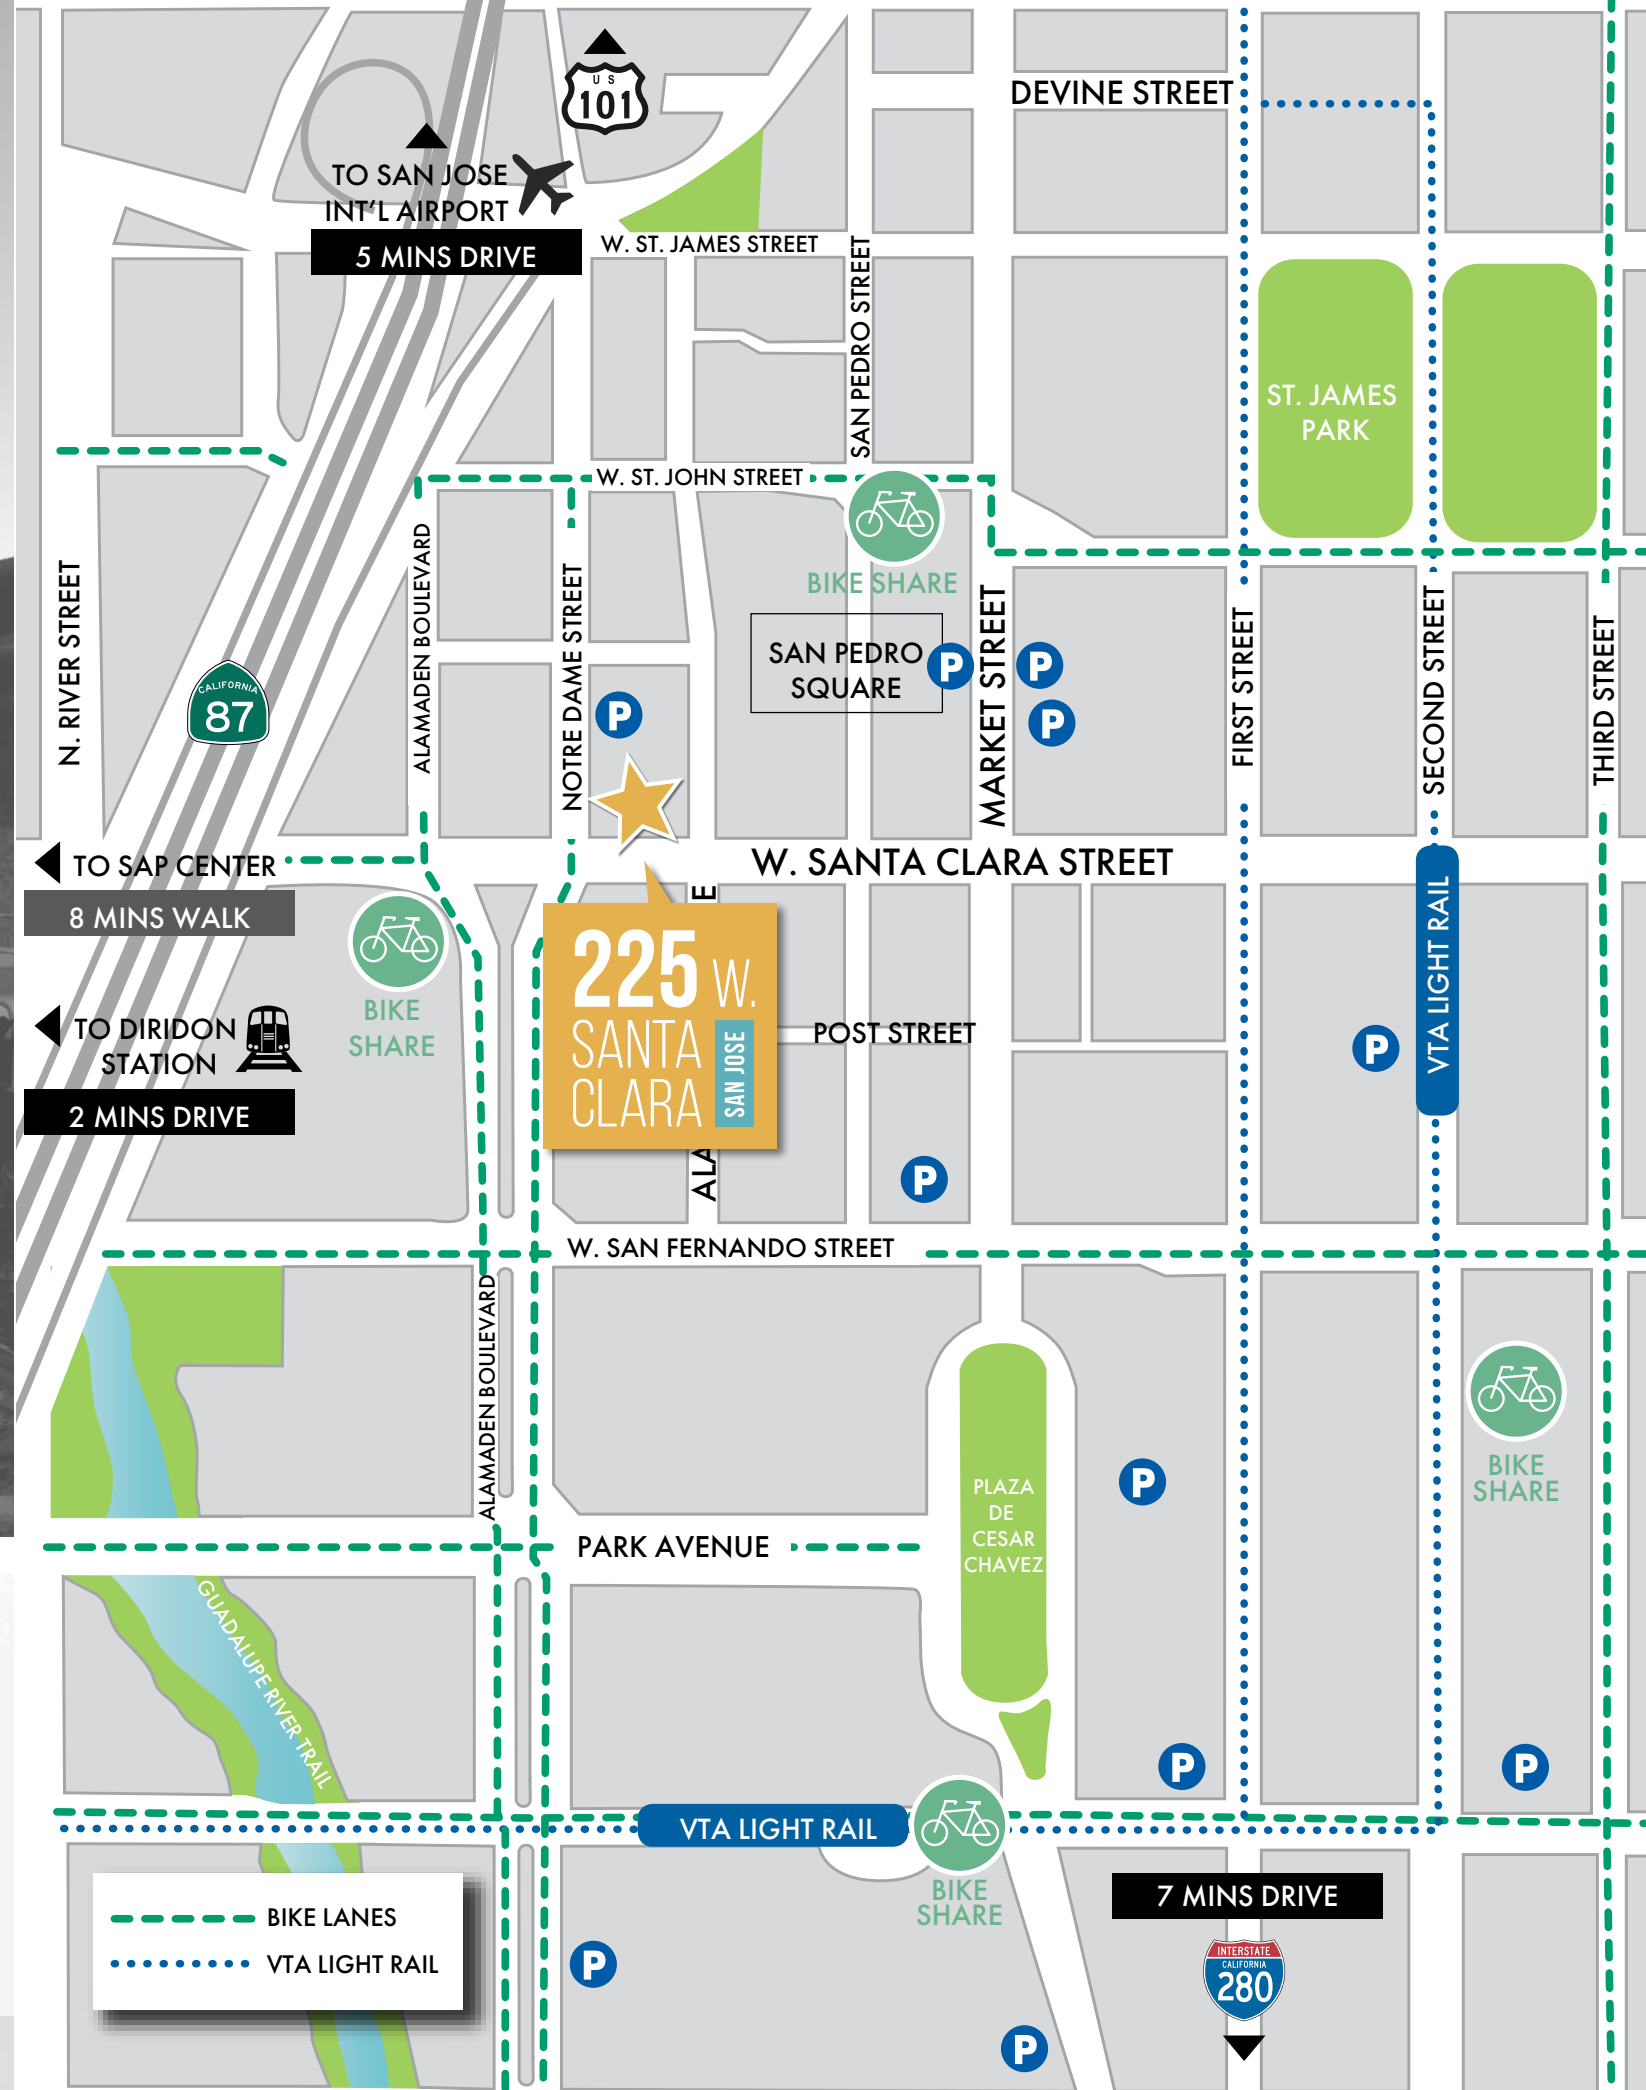 US
101
DEVINE STREET
TO SAN JOSE
INT'L AIRPORT
5 MINS DRIVE
W. ST. JAMES STREET
SAN PEDRO STREET
ST. JAMES
PARK
W. ST. JOHN STREET
BIKE SHARE
N. RIVER STREET
ALAMADEN BOULEVARD
NOTRE DAME STREET
SAN PEDRO
SQUARE
P
MARKET STREET
P
P
P
FIRST STREET
SECOND STREET
THIRD STREET
CALIFORNIA
87
TO SAP CENTER
8 MINS WALK
W. SANTA CLARA STREET
E
225 W.
SANTA
CLARA
SAN JOSE
BIKE
SHARE
TO DIRIDON
STATION
2 MINS DRIVE
POST STREET
P
VTA LIGHT RAIL
P
ALA
W. SAN FERNANDO STREET
ALAMADEN BOULEVARD
PLAZA
DE
CESAR
CHAVEZ
P
BIKE
SHARE
PARK AVENUE
GUADALUPE RIVER TRAIL
P
P
VTA LIGHT RAIL
BIKE
SHARE
7 MINS DRIVE
INTERSTATE
CALIFORNIA
280
BIKE LANES
VTA LIGHT RAIL
P
P